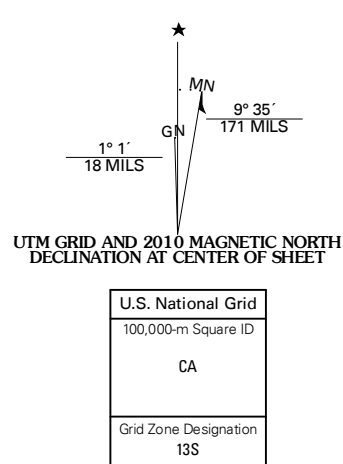 ★
MN
GN
9° 35´
171 MILS
1° 1´
18 MILS
UTM GRID AND 2010 MAGNETIC NORTH
DECLINATION AT CENTER OF SHEET
U.S. National Grid
100,000-m Square ID
CA
Grid Zone Designation
13S